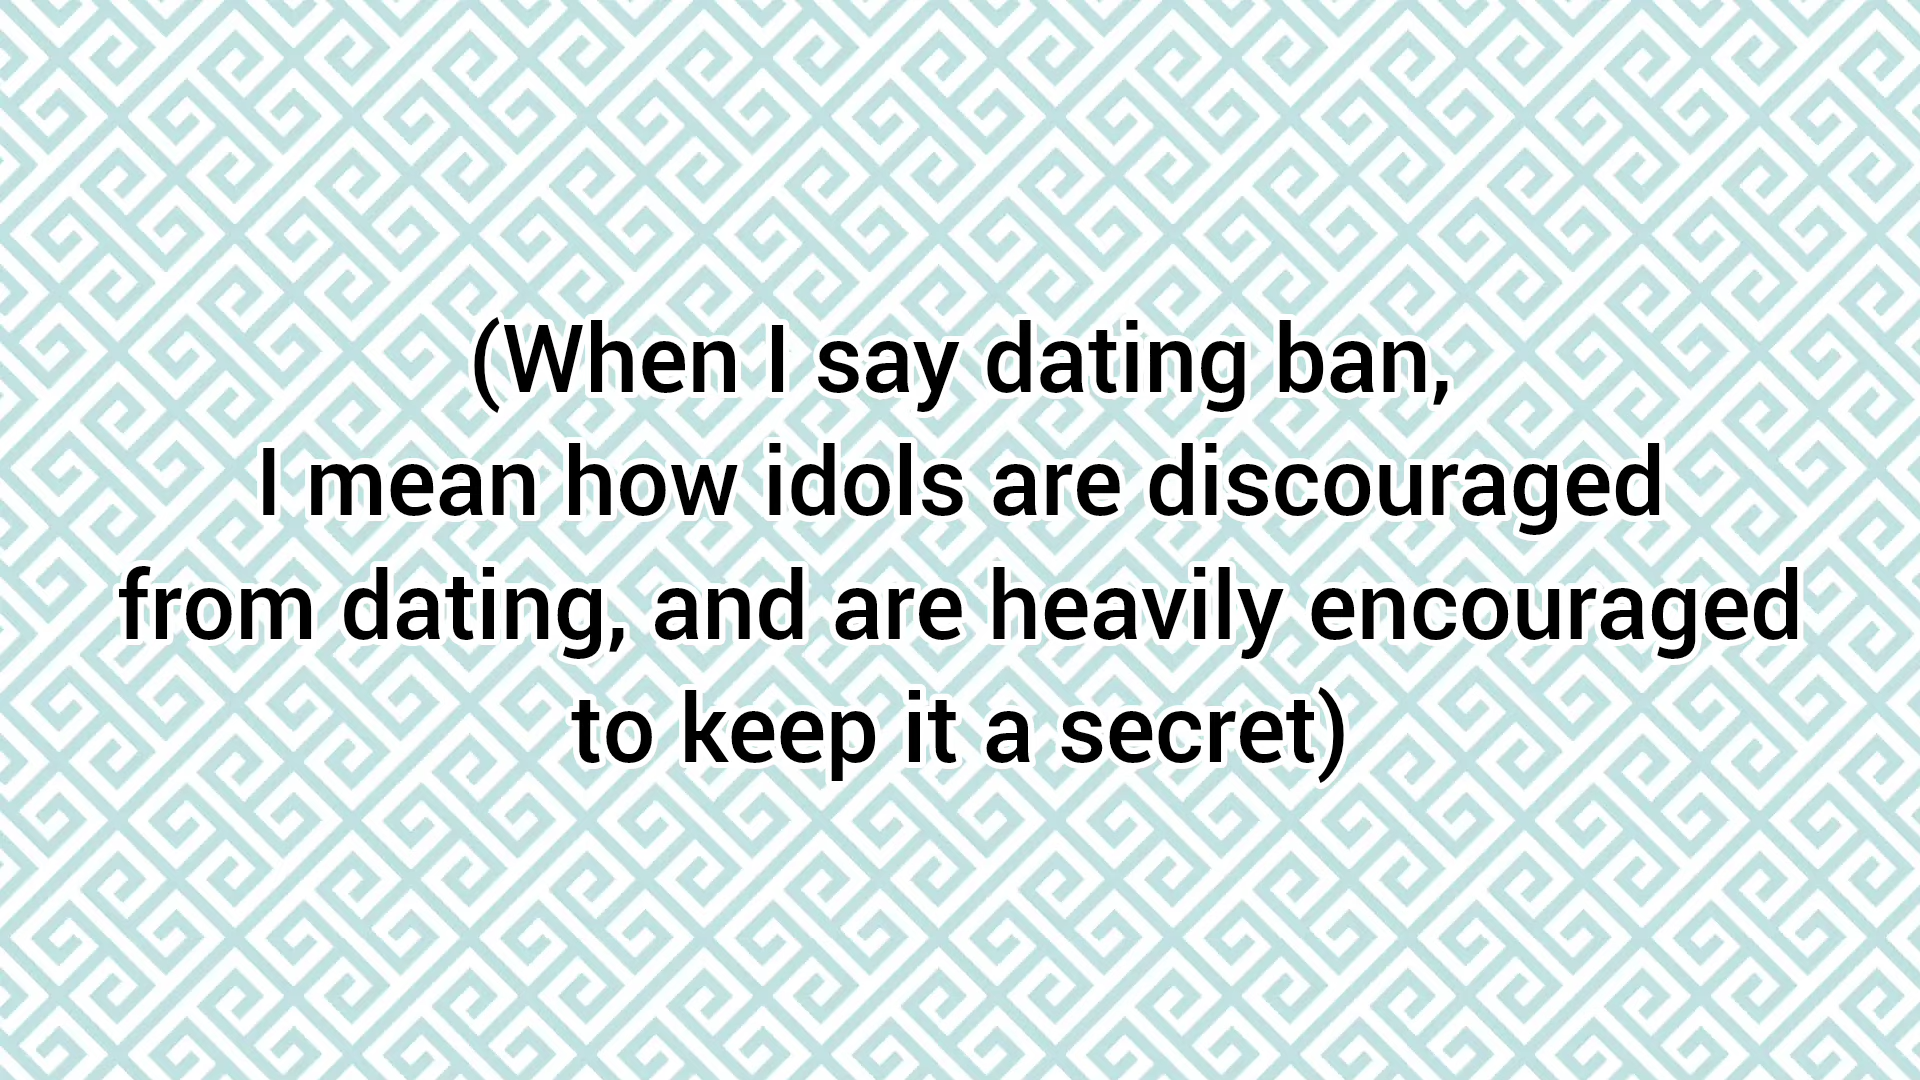 (When I say dating ban,
I mean how idols are discouraged
from dating, and are heavily encouraged
to keep it a secret)